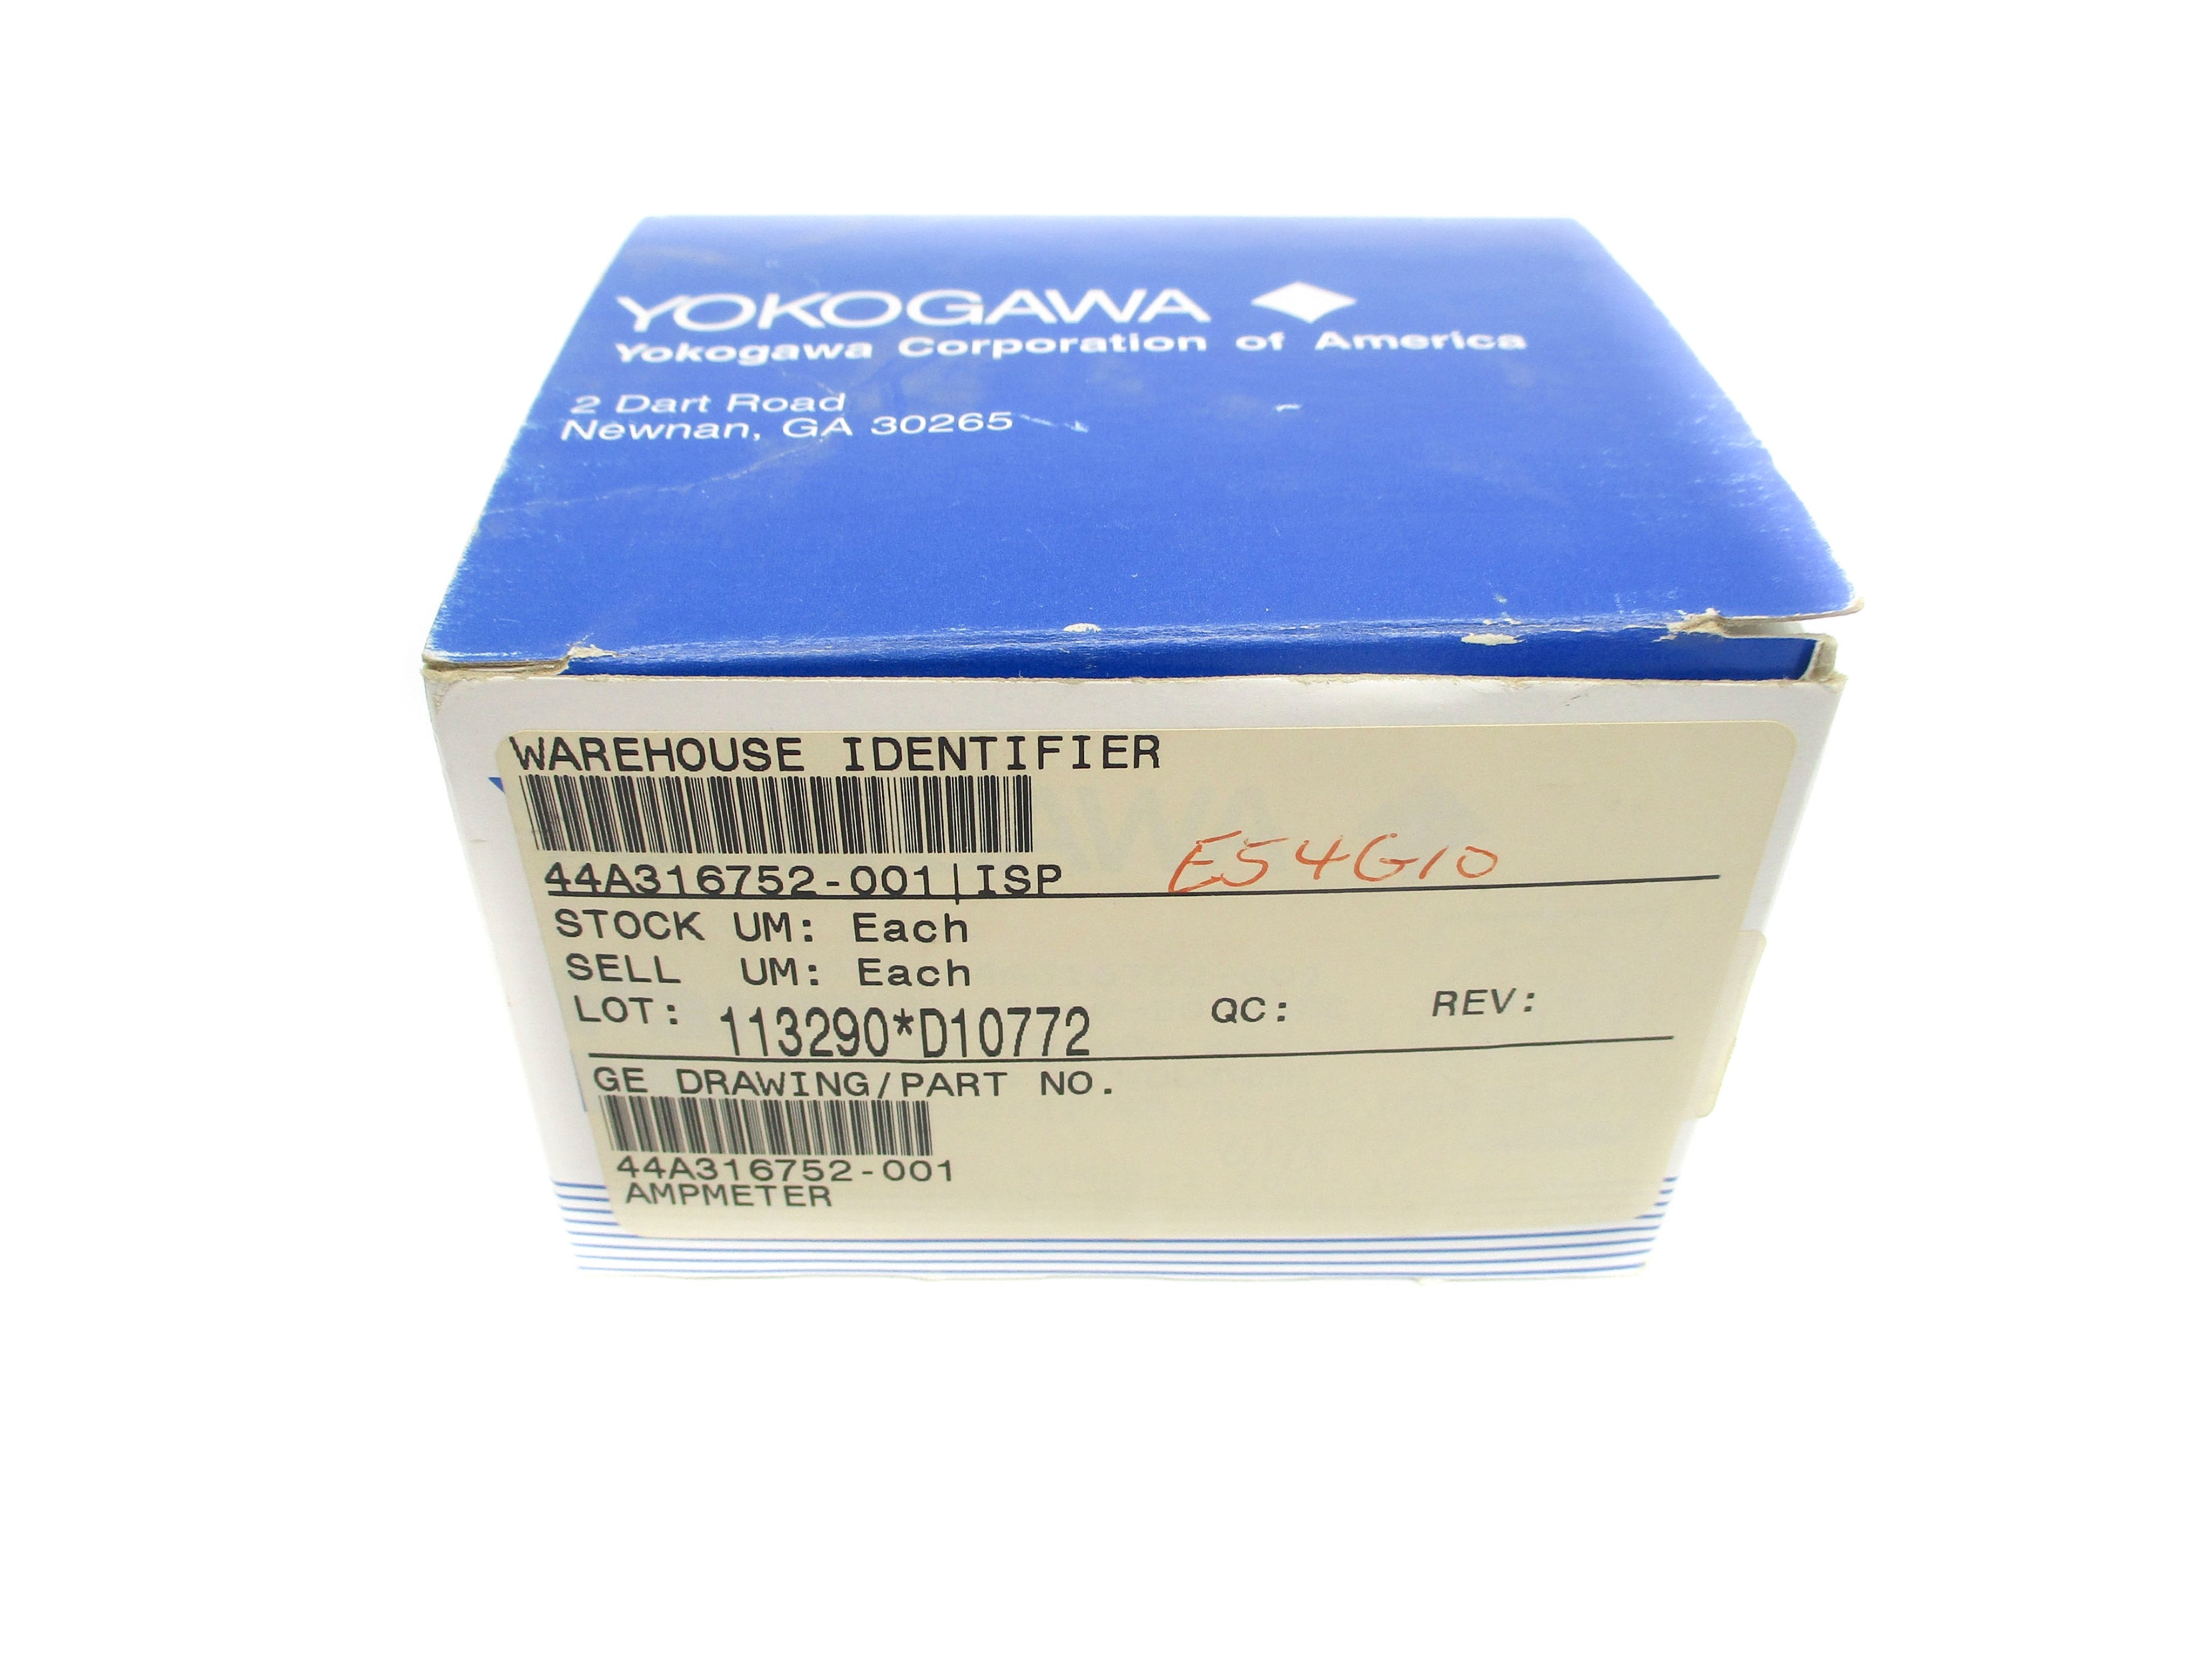 YOKOGAWA
Yokogawa Corporation of America
2 Dart Road
Newnan, GA 30265
WAREHOUSE IDENTIFIER
44A316752-001|ISP E54G10
STOCK UM: Each
SELL UM: Each
LOT: 113290*D10772 QC: REV:
GE DRAWING/PART NO.
44A316752-001
AMPMETER